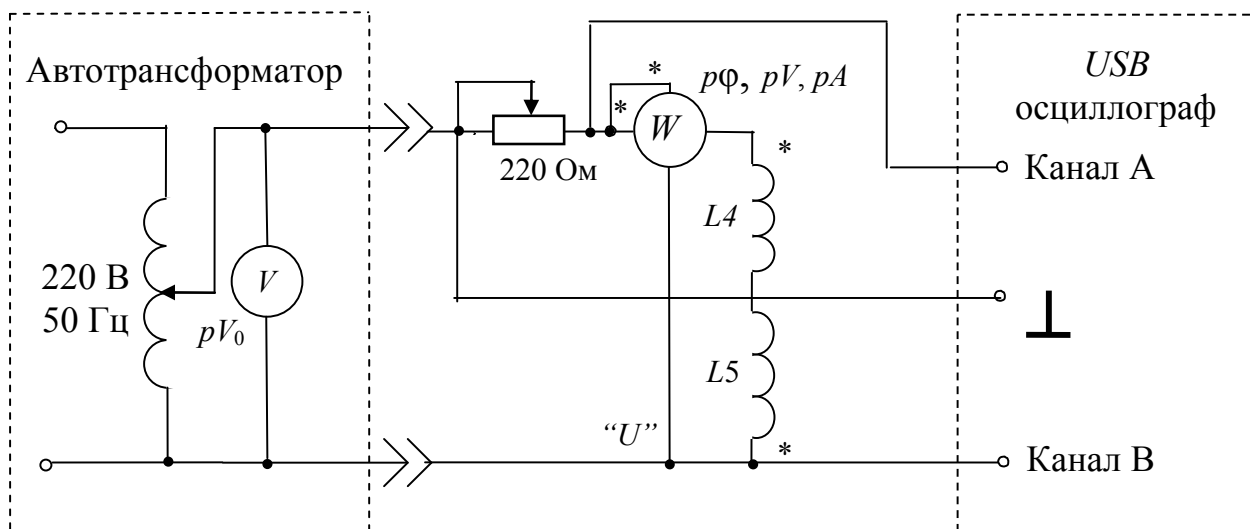 Автотрансформатор
220 В
50 Гц
V
pV₀
220 Ом
*
*
W
pφ, pV, pA
*
L4
L5
*
“U”
USB
осциллограф
Канал А
⊥
Канал В